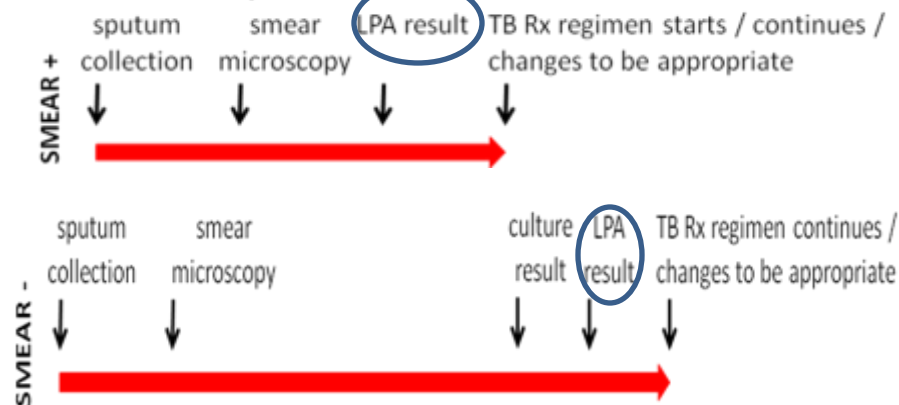 SMEAR +
sputum smear LPA result TB Rx regimen starts / continues /
collection microscopy changes to be appropriate
SMEAR -
sputum smear culture LPA TB Rx regimen continues /
collection microscopy result result changes to be appropriate